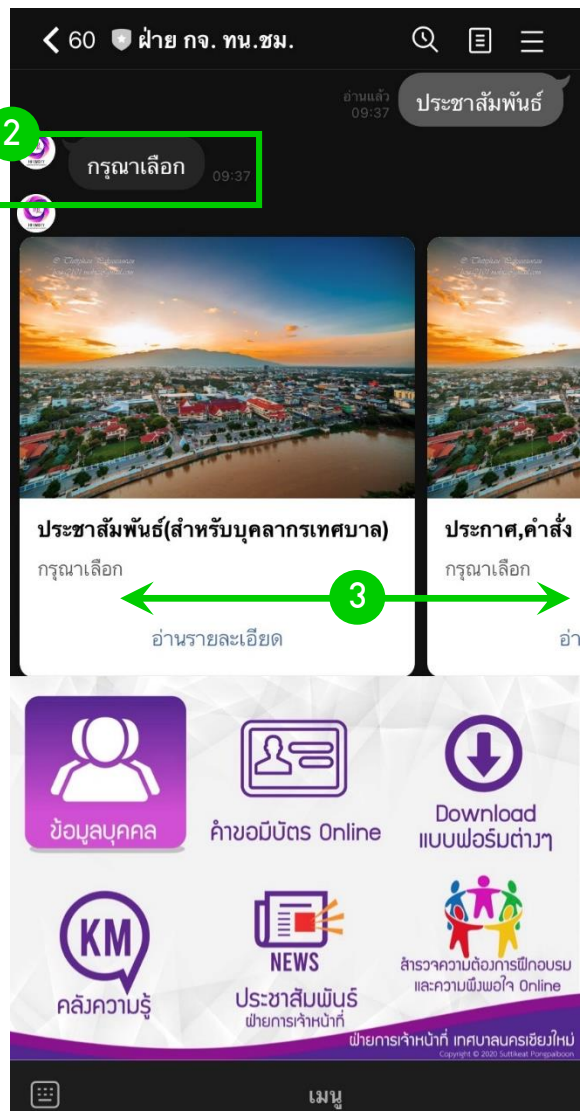 60 ฝ่าย กจ. ทน.ชม.
ประชาสัมพันธ์
อ่านแล้ว
09:37
2
กรุณาเลือก
09:37
ประชาสัมพันธ์(สำหรับบุคลากรเทศบาล)
กรุณาเลือก
อ่านรายละเอียด
ประกาศ,คำสั่ง
กรุณาเลือก
อ่า
3
ข้อมูลบุคคล
คำขอมีบัตร Online
Download
แบบฟอร์มต่างๆ
KM
คลังความรู้
NEWS
ประชาสัมพันธ์
ฝ่ายการเจ้าหน้าที่
สำรวจความต้องการฝึกอบรม
และความพึงพอใจ Online
ฝ่ายการเจ้าหน้าที่ เทศบาลนครเชียงใหม่
Copyright © 2020 Suttikeat Pongpaiboon
เมนู